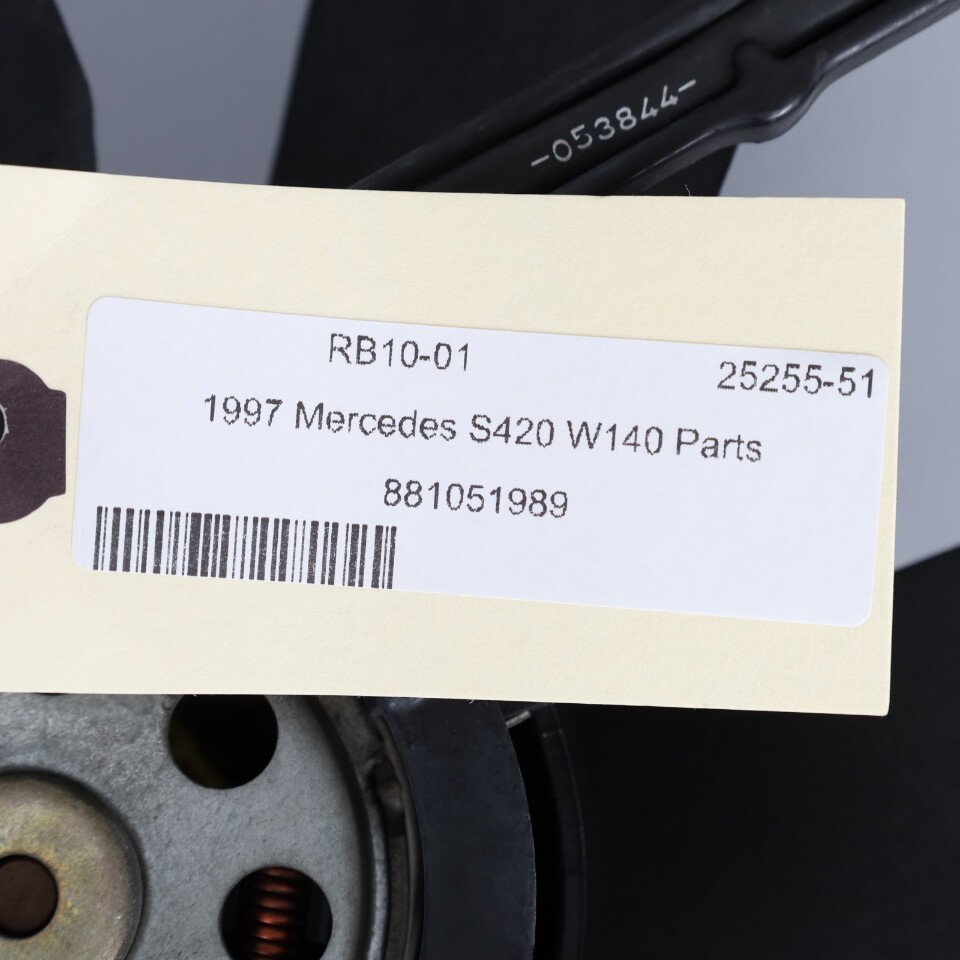 -053844-
RB10-01
25255-51
1997 Mercedes S420 W140 Parts
881051989